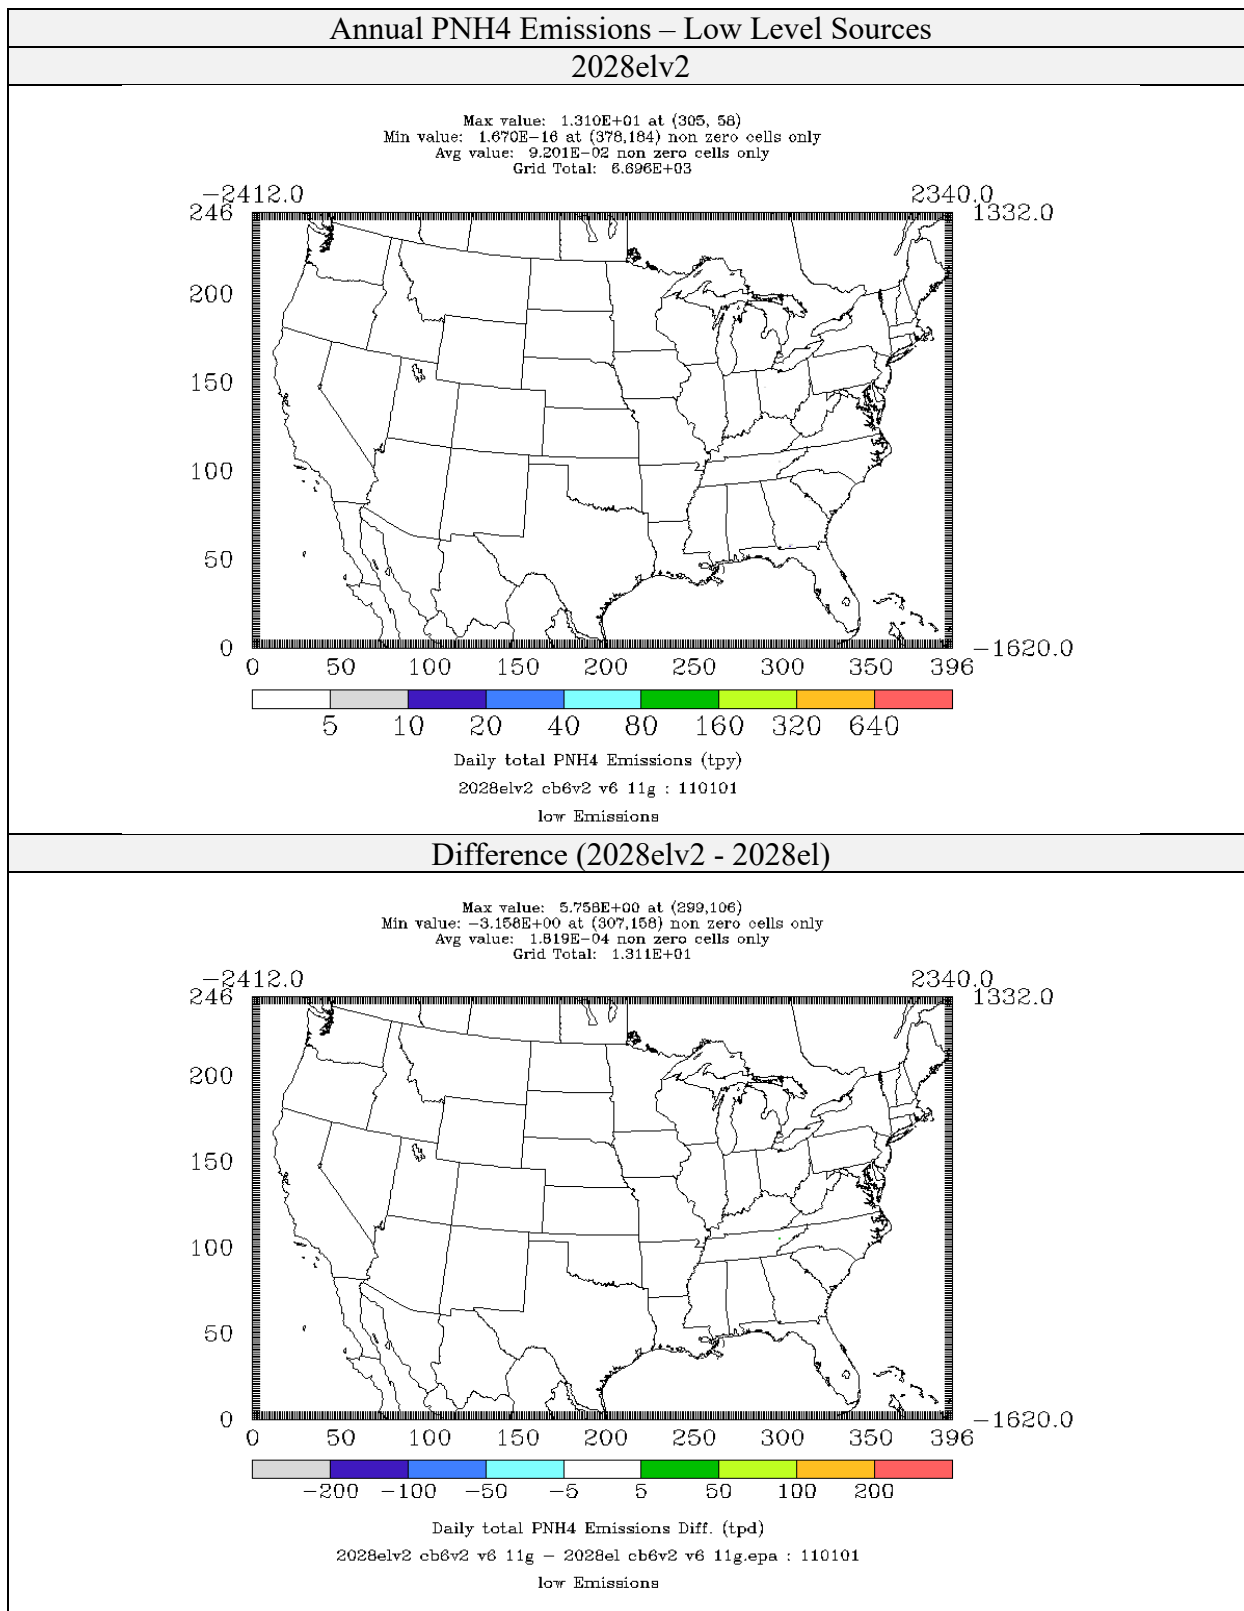 Annual PNH4 Emissions – Low Level Sources
2028elv2
Max value: 1.310E+01 at (305, 58)
Min value: 1.670E−16 at (378,184) non zero cells only
Avg value: 9.201E−02 non zero cells only
Grid Total: 6.696E+03
−2412.0 2340.0
246 1332.0
200
150
100
50
0 −1620.0
0 50 100 150 200 250 300 350 396
5 10 20 40 80 160 320 640
Daily total PNH4 Emissions (tpy)
2028elv2 cb6v2 v6 11g : 110101
low Emissions
Difference (2028elv2 - 2028el)
Max value: 5.758E+00 at (299,106)
Min value: −3.158E+00 at (307,158) non zero cells only
Avg value: 1.819E−04 non zero cells only
Grid Total: 1.311E+01
−2412.0 2340.0
246 1332.0
200
150
100
50
0 −1620.0
0 50 100 150 200 250 300 350 396
−200 −100 −50 −5 5 50 100 200
Daily total PNH4 Emissions Diff. (tpd)
2028elv2 cb6v2 v6 11g − 2028el cb6v2 v6 11g.epa : 110101
low Emissions